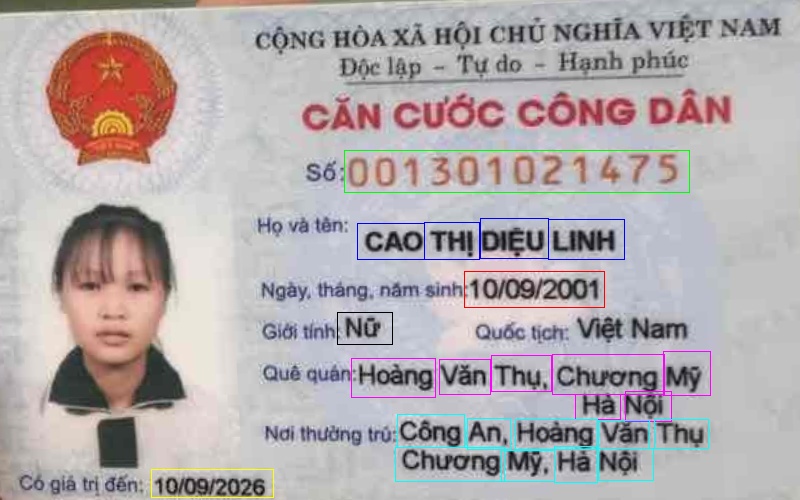 CỘNG HÒA XÃ HỘI CHỦ NGHĨA VIỆT NAM
Độc lập - Tự do - Hạnh phúc
CĂN CƯỚC CÔNG DÂN
Số: 001301021475
Họ và tên: CAO THỊ DIỆU LINH
Ngày, tháng, năm sinh: 10/09/2001
Giới tính: Nữ Quốc tịch: Việt Nam
Quê quán: Hoàng Văn Thụ, Chương Mỹ
Hà Nội
Nơi thường trú: Công An, Hoàng Văn Thụ
Chương Mỹ, Hà Nội
Có giá trị đến: 10/09/2026